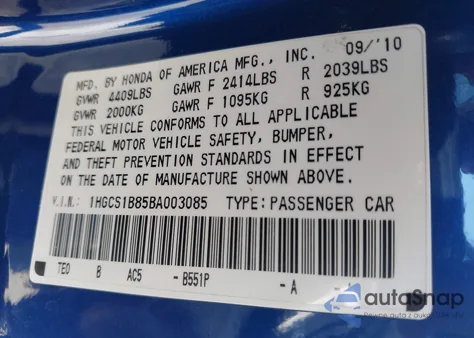 MFD. BY HONDA OF AMERICA MFG., INC. 09/'10
GVWR 4409LBS GAWR F 2414LBS R 2039LBS
GVWR 2000KG GAWR F 1095KG R 925KG
THIS VEHICLE CONFORMS TO ALL APPLICABLE
FEDERAL MOTOR VEHICLE SAFETY, BUMPER,
AND THEFT PREVENTION STANDARDS IN EFFECT
ON THE DATE OF MANUFACTURE SHOWN ABOVE.
V.I.N.: 1HGCS1B85BA003085 TYPE: PASSENGER CAR
TEO B AC5 - B551P - A
autoSnap